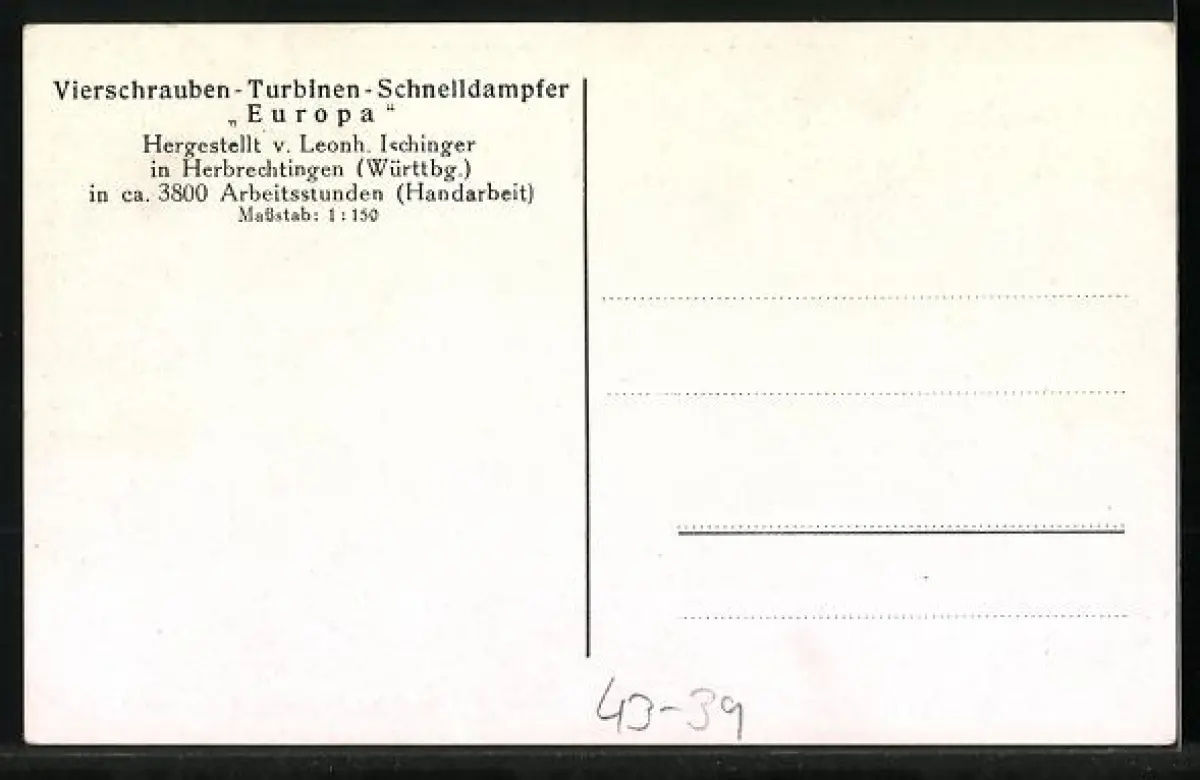 Vierschrauben-Turbinen-Schnelldampfer
„Europa“
Hergestellt v. Leonh. Ischinger
in Herbrechtingen (Württbg.)
in ca. 3800 Arbeitsstunden (Handarbeit)
Maßstab: 1:150
43-39